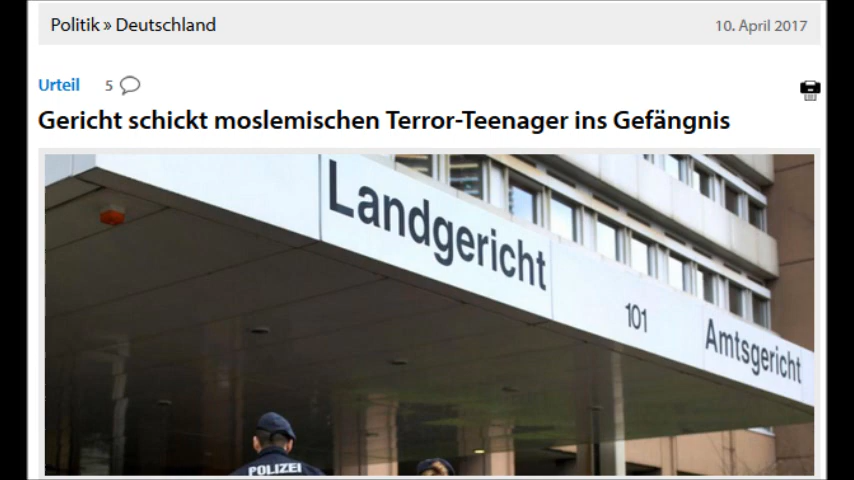 Politik » Deutschland
10. April 2017
Urteil 5
Gericht schickt moslemischen Terror-Teenager ins Gefängnis
Landgericht
101
Amtsgericht
POLIZEI